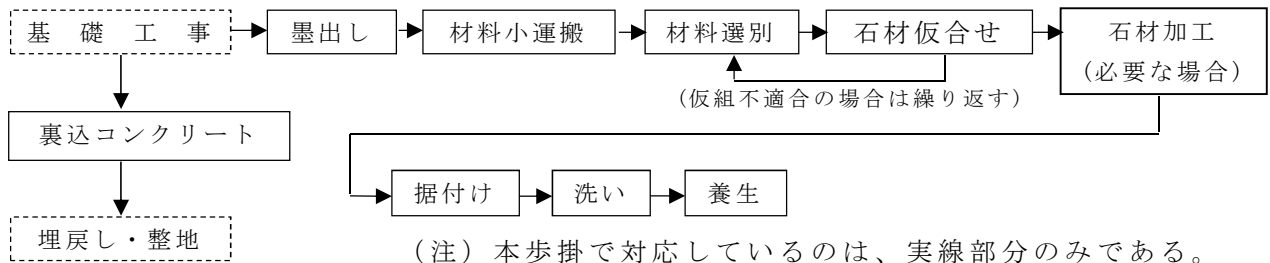 基礎工事
墨出し
材料小運搬
材料選別
石材仮合せ
石材加工
（必要な場合）
（仮組不適合の場合は繰り返す）
裏込コンクリート
据付け
洗い
養生
埋戻し・整地
（注）本歩掛で対応しているのは、実線部分のみである。